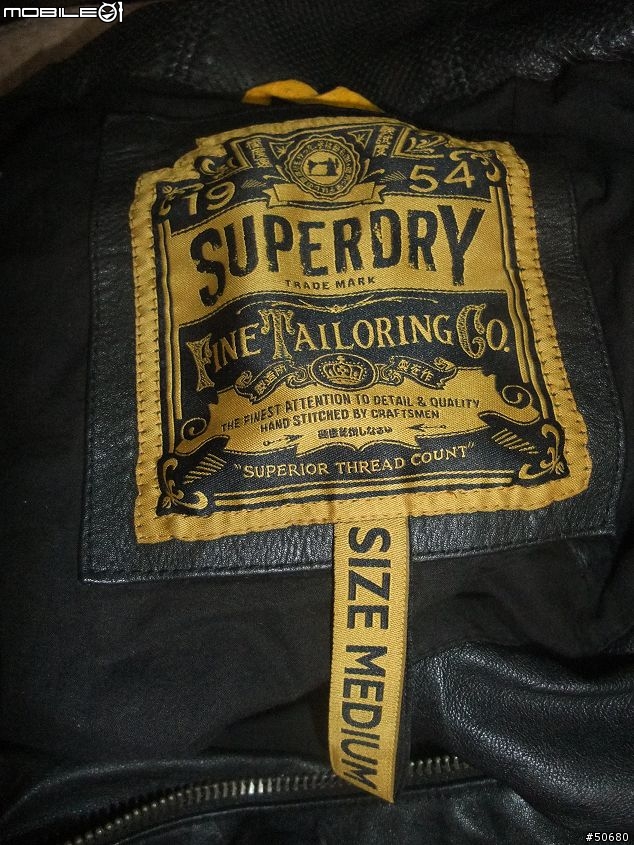 MOBILE01
19 54
SUPERDRY
TRADE MARK
FINE TAILORING CO.
THE FINEST ATTENTION TO DETAIL & QUALITY
HAND STITCHED BY CRAFTSMEN
"SUPERIOR THREAD COUNT"
SIZE MEDIUM
#50680